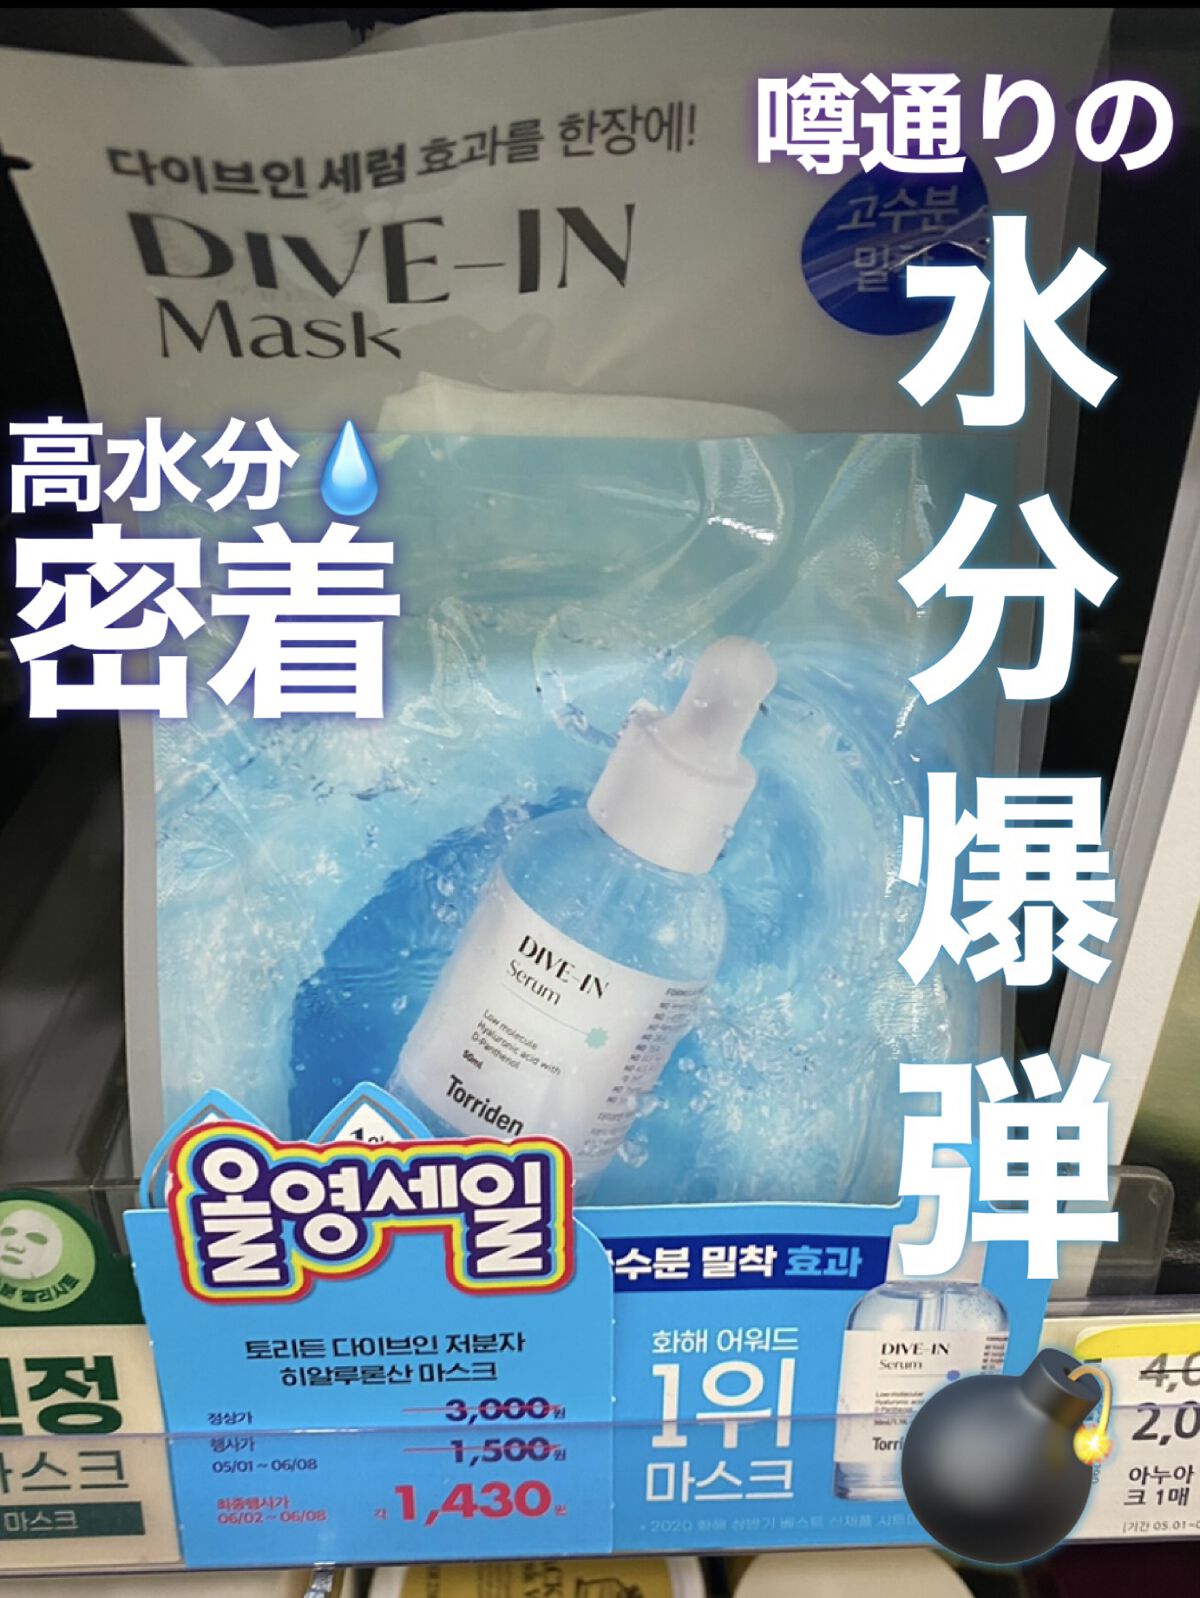 噂通りの
水分爆弾
高水分
密着
다이브인 세럼 효과를 한장에!
DIVE-IN
Mask
고수분
밀착
DIVE-IN
Serum
Low molecule
Hyaluronic acid with
D-Panthenol
50ml
Torriden
올영세일
토리든 다이브인 저분자
히알루론산 마스크
정상가 3,000원
행사가 1,500원
05/01 ~ 06/08
최종행사가
06/02 ~ 06/08
각 1,430원
수분 밀착 효과
화해 어워드
1위
마스크
DIVE-IN
Serum
정
마스크
4,0
2,0
아누아
크 1매